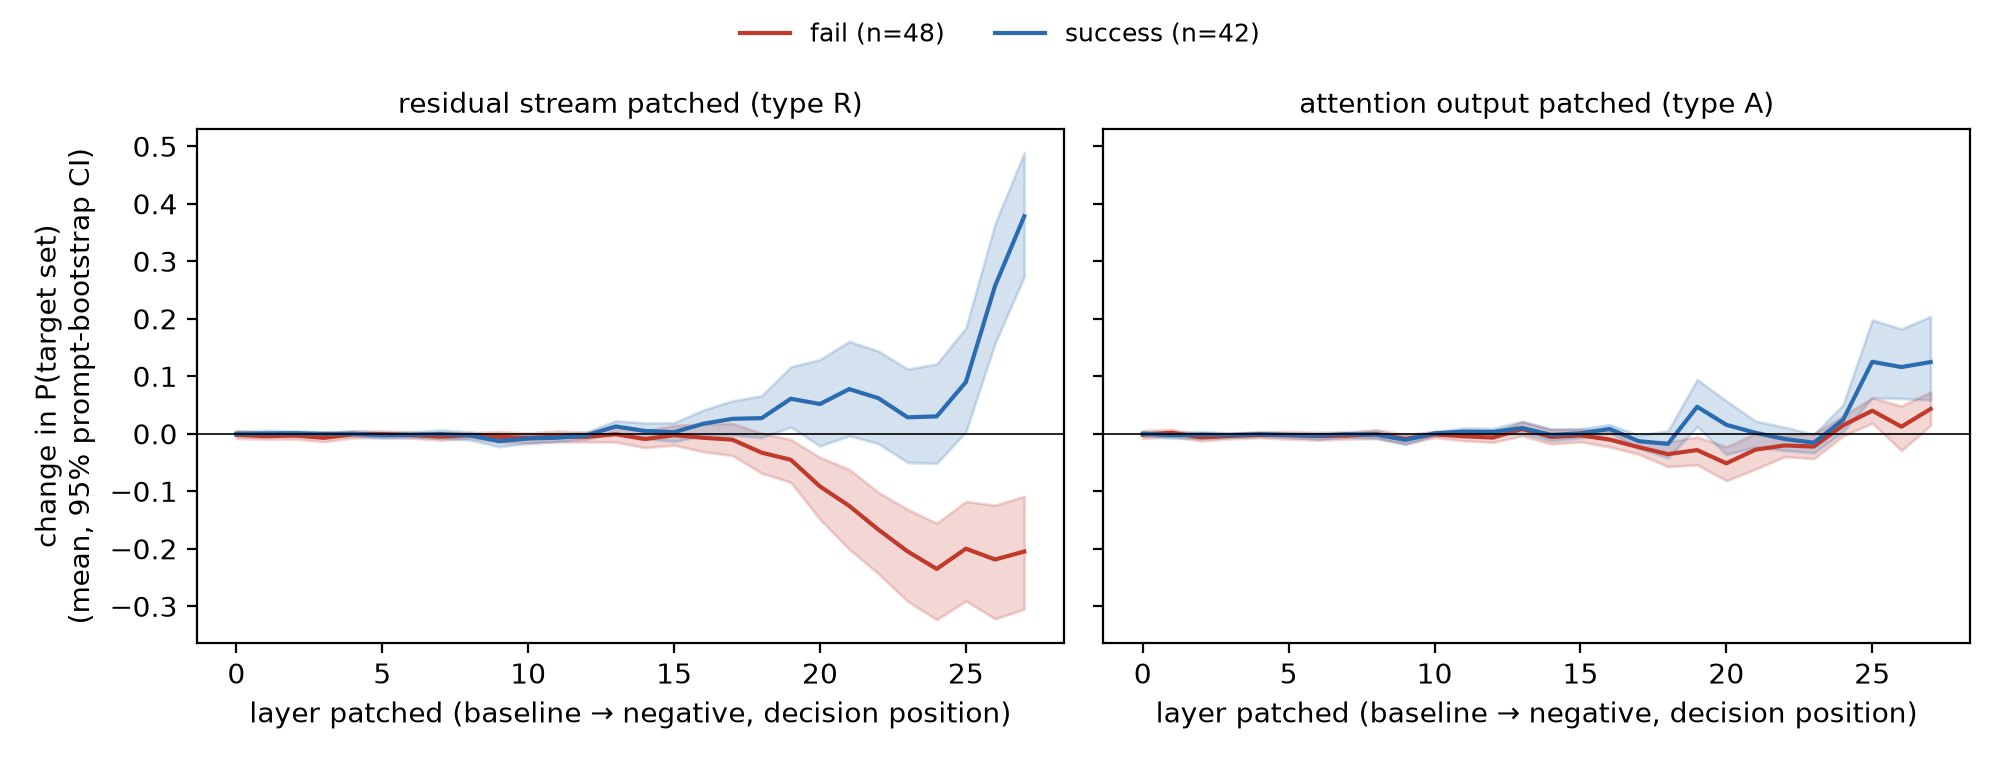 fail (n=48)
success (n=42)
residual stream patched (type R)
attention output patched (type A)
change in P(target set)
(mean, 95% prompt-bootstrap CI)
0.5
0.4
0.3
0.2
0.1
0.0
−0.1
−0.2
−0.3
0 5 10 15 20 25
0 5 10 15 20 25
layer patched (baseline → negative, decision position)
layer patched (baseline → negative, decision position)